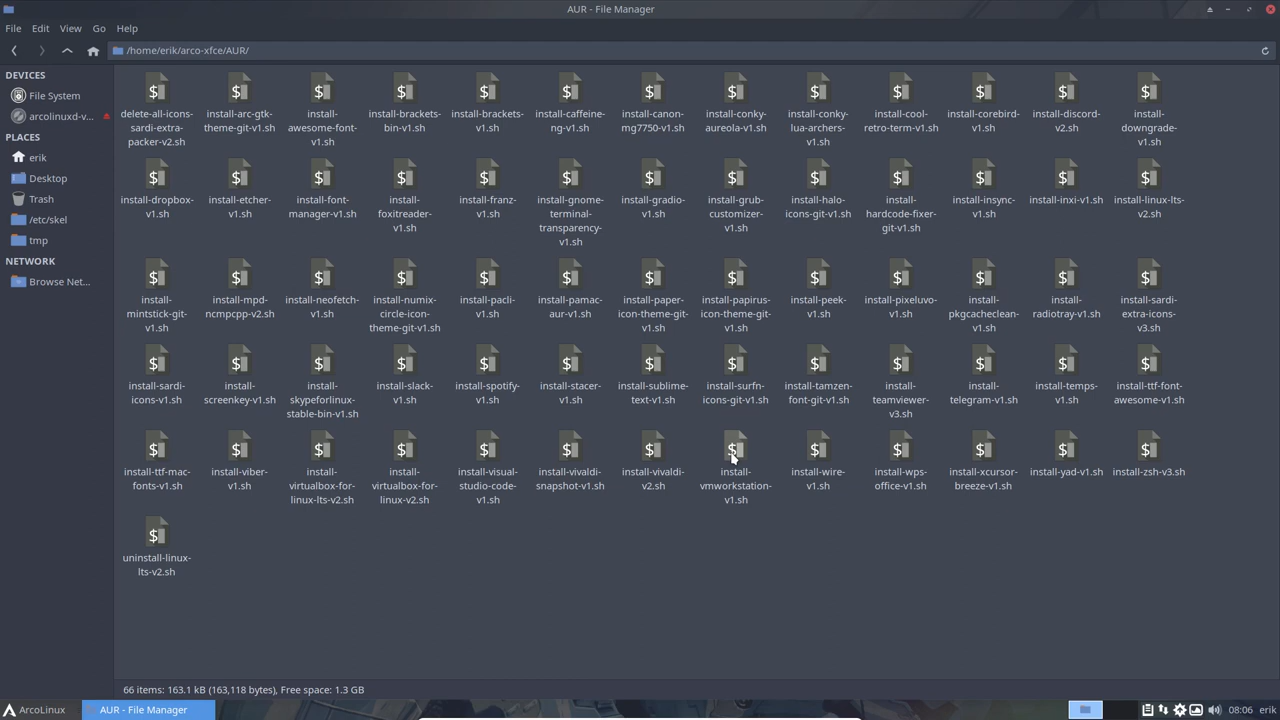 AUR - File Manager
File Edit View Go Help
/home/erik/arco-xfce/AUR/
DEVICES
File System
arcolinuxd-v...
PLACES
erik
Desktop
Trash
/etc/skel
tmp
NETWORK
Browse Net...
delete-all-icons-
sardi-extra-
packer-v2.sh
install-arc-gtk-
theme-git-v1.sh
install-
awesome-font-
v1.sh
install-brackets-
bin-v1.sh
install-brackets-
v1.sh
install-caffeine-
ng-v1.sh
install-canon-
mg7750-v1.sh
install-conky-
aureola-v1.sh
install-conky-
lua-archers-
v1.sh
install-cool-
retro-term-v1.sh
install-corebird-
v1.sh
install-discord-
v2.sh
install-
downgrade-
v1.sh
install-dropbox-
v1.sh
install-etcher-
v1.sh
install-font-
manager-v1.sh
install-
foxitreader-
v1.sh
install-franz-
v1.sh
install-gnome-
terminal-
transparency-
v1.sh
install-gradio-
v1.sh
install-grub-
customizer-
v1.sh
install-halo-
icons-git-v1.sh
install-
hardcode-fixer-
git-v1.sh
install-insync-
v1.sh
install-inxi-v1.sh
install-linux-lts-
v2.sh
install-
mintstick-git-
v1.sh
install-mpd-
ncmpcpp-v2.sh
install-neofetch-
v1.sh
install-numix-
circle-icon-
theme-git-v1.sh
install-pacli-
v1.sh
install-pamac-
aur-v1.sh
install-paper-
icon-theme-git-
v1.sh
install-papirus-
icon-theme-git-
v1.sh
install-peek-
v1.sh
install-pixeluvo-
v1.sh
install-
pkgcacheclean-
v1.sh
install-
radiotray-v1.sh
install-sardi-
extra-icons-
v3.sh
install-sardi-
icons-v1.sh
install-
screenkey-v1.sh
install-
skypeforlinux-
stable-bin-v1.sh
install-slack-
v1.sh
install-spotify-
v1.sh
install-stacer-
v1.sh
install-sublime-
text-v1.sh
install-surfn-
icons-git-v1.sh
install-tamzen-
font-git-v1.sh
install-
teamviewer-
v3.sh
install-
telegram-v1.sh
install-temps-
v1.sh
install-ttf-font-
awesome-v1.sh
install-ttf-mac-
fonts-v1.sh
install-viber-
v1.sh
install-
virtualbox-for-
linux-lts-v2.sh
install-
virtualbox-for-
linux-v2.sh
install-visual-
studio-code-
v1.sh
install-vivaldi-
snapshot-v1.sh
install-vivaldi-
v2.sh
install-
vmworkstation-
v1.sh
install-wire-
v1.sh
install-wps-
office-v1.sh
install-xcursor-
breeze-v1.sh
install-yad-v1.sh
install-zsh-v3.sh
uninstall-linux-
lts-v2.sh
66 items: 163.1 kB (163,118 bytes), Free space: 1.3 GB
ArcoLinux
AUR - File Manager
08:06 erik